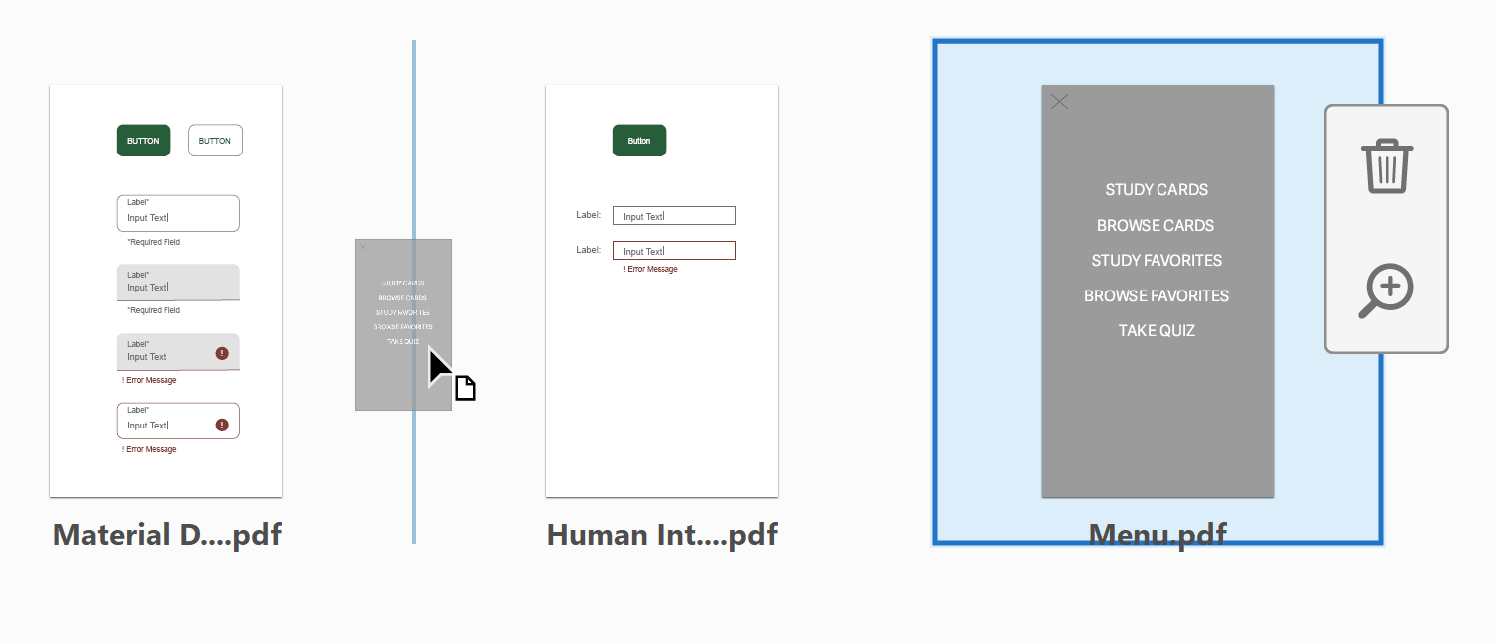 BUTTON BUTTON
Label*
Input Text
*Required Field
Label*
Input Text
*Required Field
Label*
Input Text !
! Error Message
Label*
Input Text !
! Error Message
Material D....pdf
STUDY CARDS
BROWSE CARDS
STUDY FAVORITES
BROWSE FAVORITES
TAKE QUIZ
Button
Label: Input Text
Label: Input Text
! Error Message
Human Int....pdf
STUDY CARDS
BROWSE CARDS
STUDY FAVORITES
BROWSE FAVORITES
TAKE QUIZ
Menu.pdf